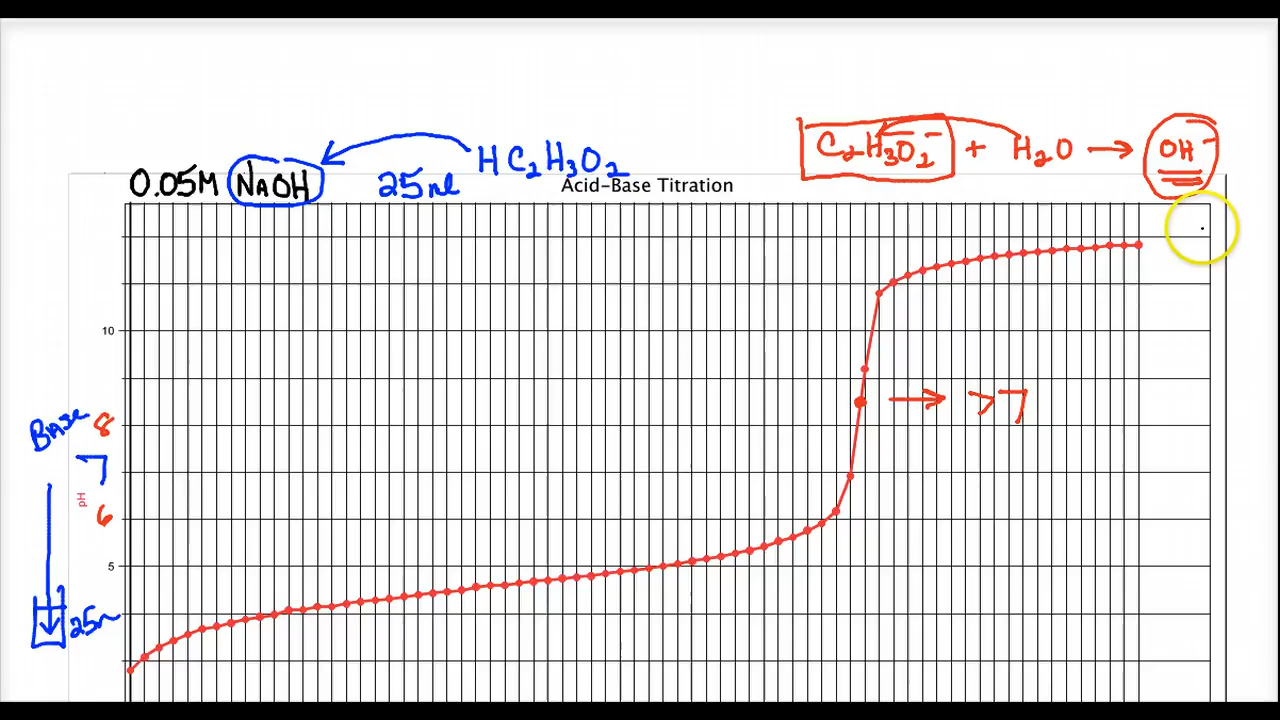 C₂H₃O₂⁻ + H₂O → OH⁻
0.05M NaOH 25ml HC₂H₃O₂
Acid-Base Titration
10
→ >7
Base 8
7
pH
6
5
25m